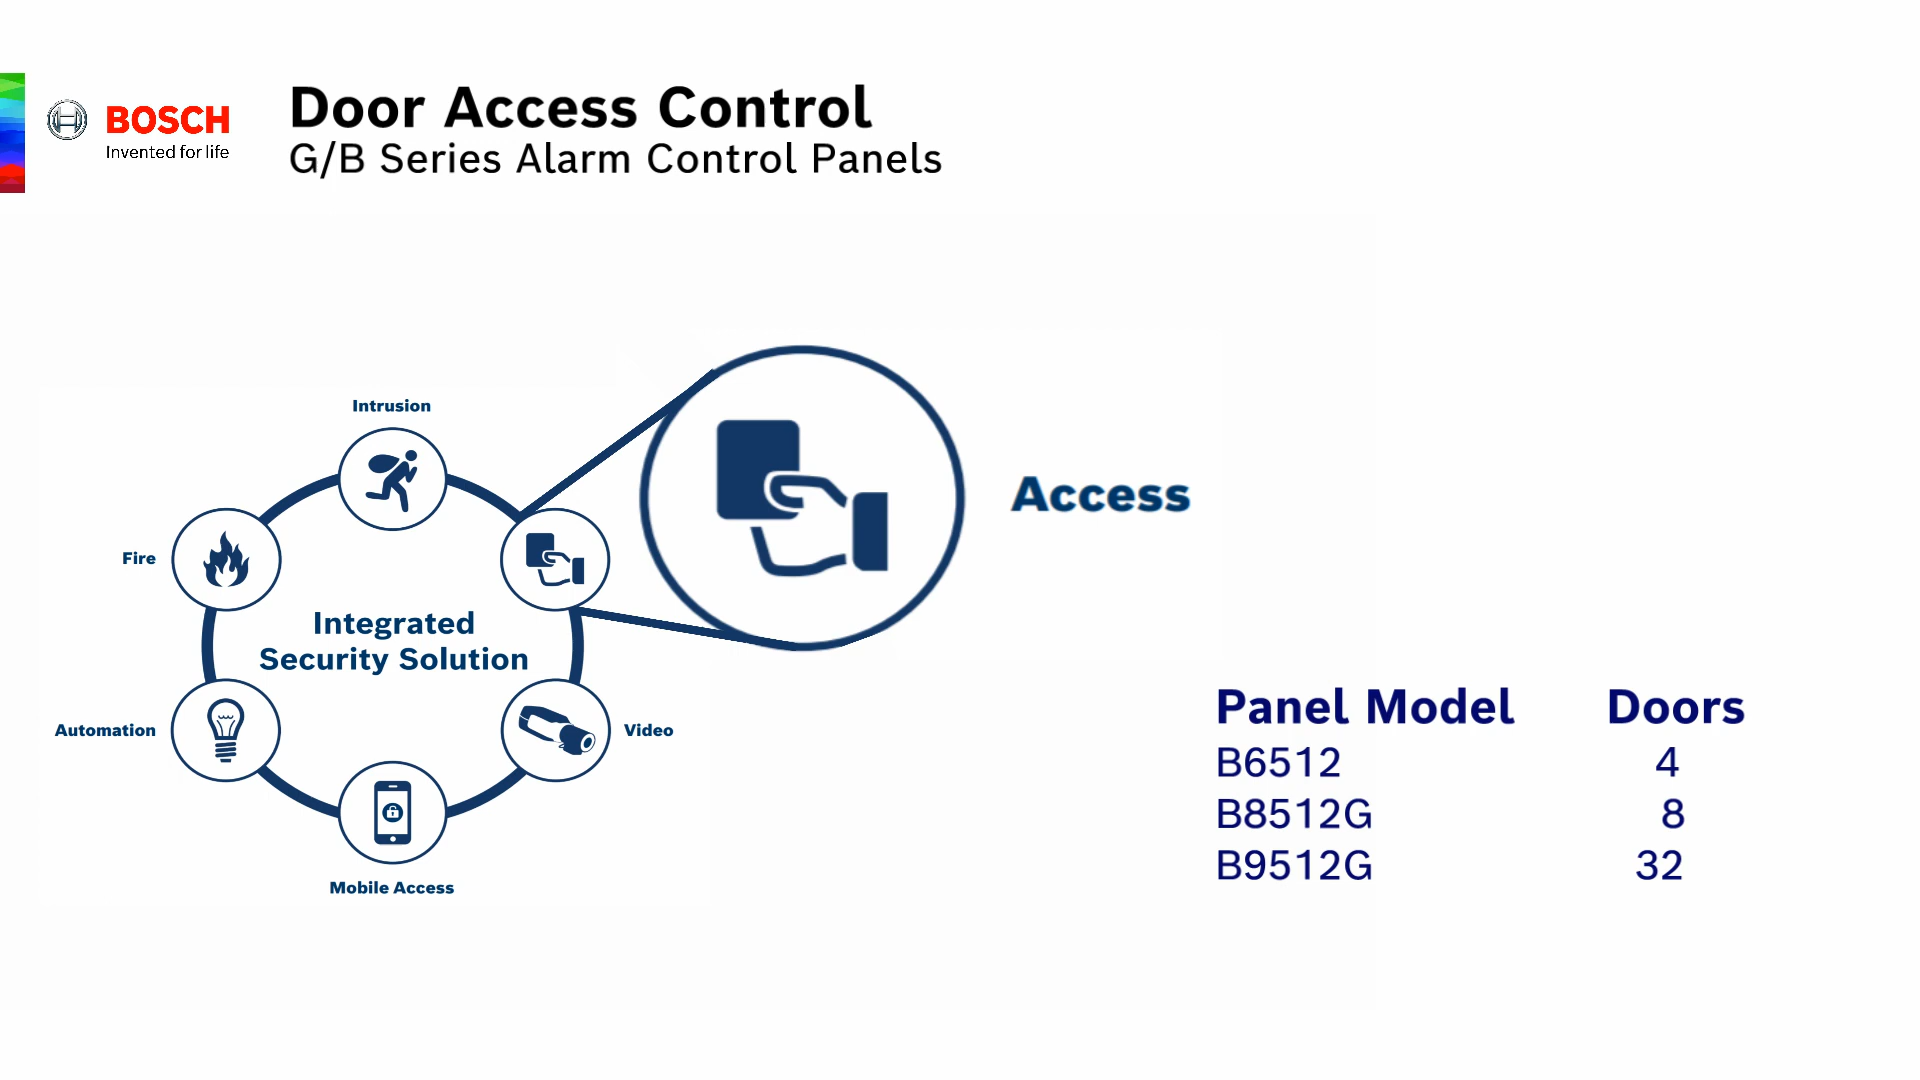 BOSCH
Invented for life
Door Access Control
G/B Series Alarm Control Panels
Intrusion
Access
Fire
Integrated
Security Solution
Automation
Video
Mobile Access
Panel Model Doors
B6512 4
B8512G 8
B9512G 32